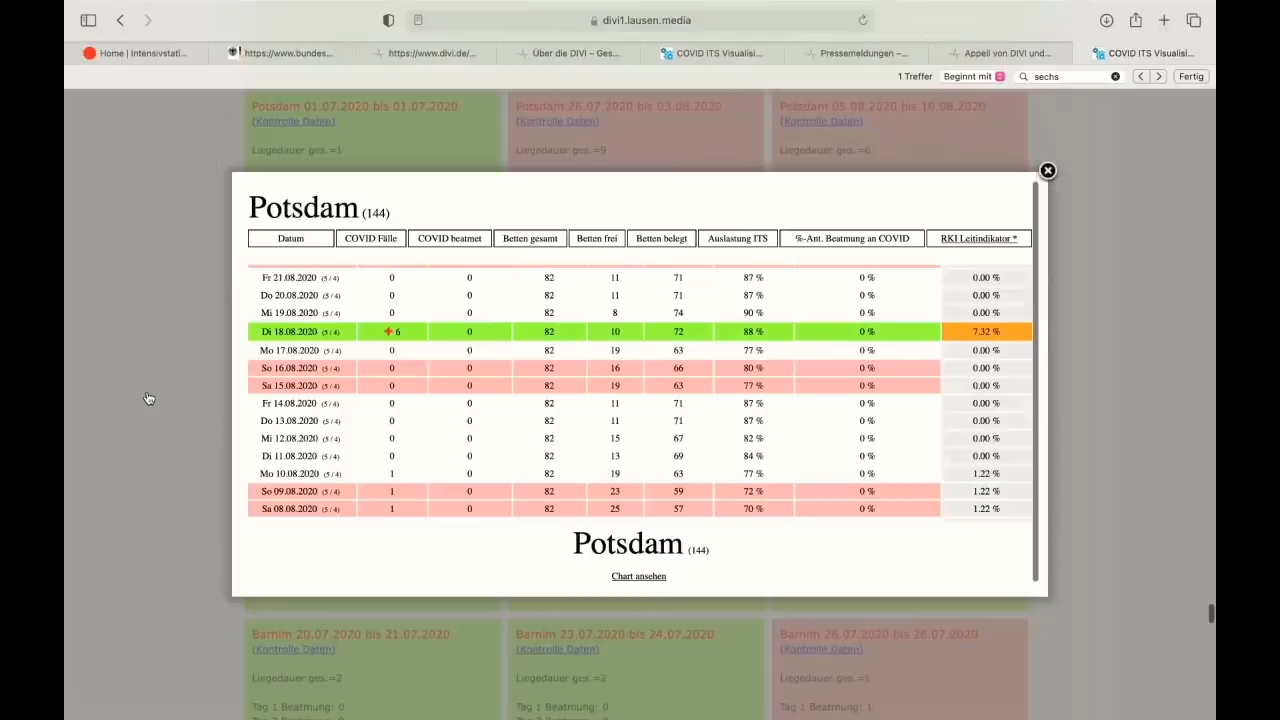 divi1.lausen.media
Home | Intensivstati... https://www.bundes... https://www.divi.de/... Über die DIVI – Ges... COVID ITS Visualisi... Pressemeldungen –... Appell von DIVI und... COVID ITS Visualisi...
1 Treffer Beginnt mit sechs Fertig
Potsdam 01.07.2020 bis 01.07.2020 Potsdam 26.07.2020 bis 03.08.2020 Potsdam 05.08.2020 bis 10.08.2020
(Kontrolle Daten) (Kontrolle Daten) (Kontrolle Daten)
Liegedauer ges.=1 Liegedauer ges.=9 Liegedauer ges.=6
Potsdam (144)
Datum COVID Fälle COVID beatmet Betten gesamt Betten frei Betten belegt Auslastung ITS %-Ant. Beatmung an COVID RKI Leitindikator *
Fr 21.08.2020 (5 / 4) 0 0 82 11 71 87 % 0 % 0.00 %
Do 20.08.2020 (5 / 4) 0 0 82 11 71 87 % 0 % 0.00 %
Mi 19.08.2020 (5 / 4) 0 0 82 8 74 90 % 0 % 0.00 %
Di 18.08.2020 (5 / 4) 6 0 82 10 72 88 % 0 % 7.32 %
Mo 17.08.2020 (5 / 4) 0 0 82 19 63 77 % 0 % 0.00 %
So 16.08.2020 (5 / 4) 0 0 82 16 66 80 % 0 % 0.00 %
Sa 15.08.2020 (5 / 4) 0 0 82 19 63 77 % 0 % 0.00 %
Fr 14.08.2020 (5 / 4) 0 0 82 11 71 87 % 0 % 0.00 %
Do 13.08.2020 (5 / 4) 0 0 82 11 71 87 % 0 % 0.00 %
Mi 12.08.2020 (5 / 4) 0 0 82 15 67 82 % 0 % 0.00 %
Di 11.08.2020 (5 / 4) 0 0 82 13 69 84 % 0 % 0.00 %
Mo 10.08.2020 (5 / 4) 1 0 82 19 63 77 % 0 % 1.22 %
So 09.08.2020 (5 / 4) 1 0 82 23 59 72 % 0 % 1.22 %
Sa 08.08.2020 (5 / 4) 1 0 82 25 57 70 % 0 % 1.22 %
Potsdam (144)
Chart ansehen
Barnim 20.07.2020 bis 21.07.2020 Barnim 23.07.2020 bis 24.07.2020 Barnim 26.07.2020 bis 26.07.2020
(Kontrolle Daten) (Kontrolle Daten) (Kontrolle Daten)
Liegedauer ges.=2 Liegedauer ges.=2 Liegedauer ges.=1
Tag 1 Beatmung: 0 Tag 1 Beatmung: 0 Tag 1 Beatmung: 1